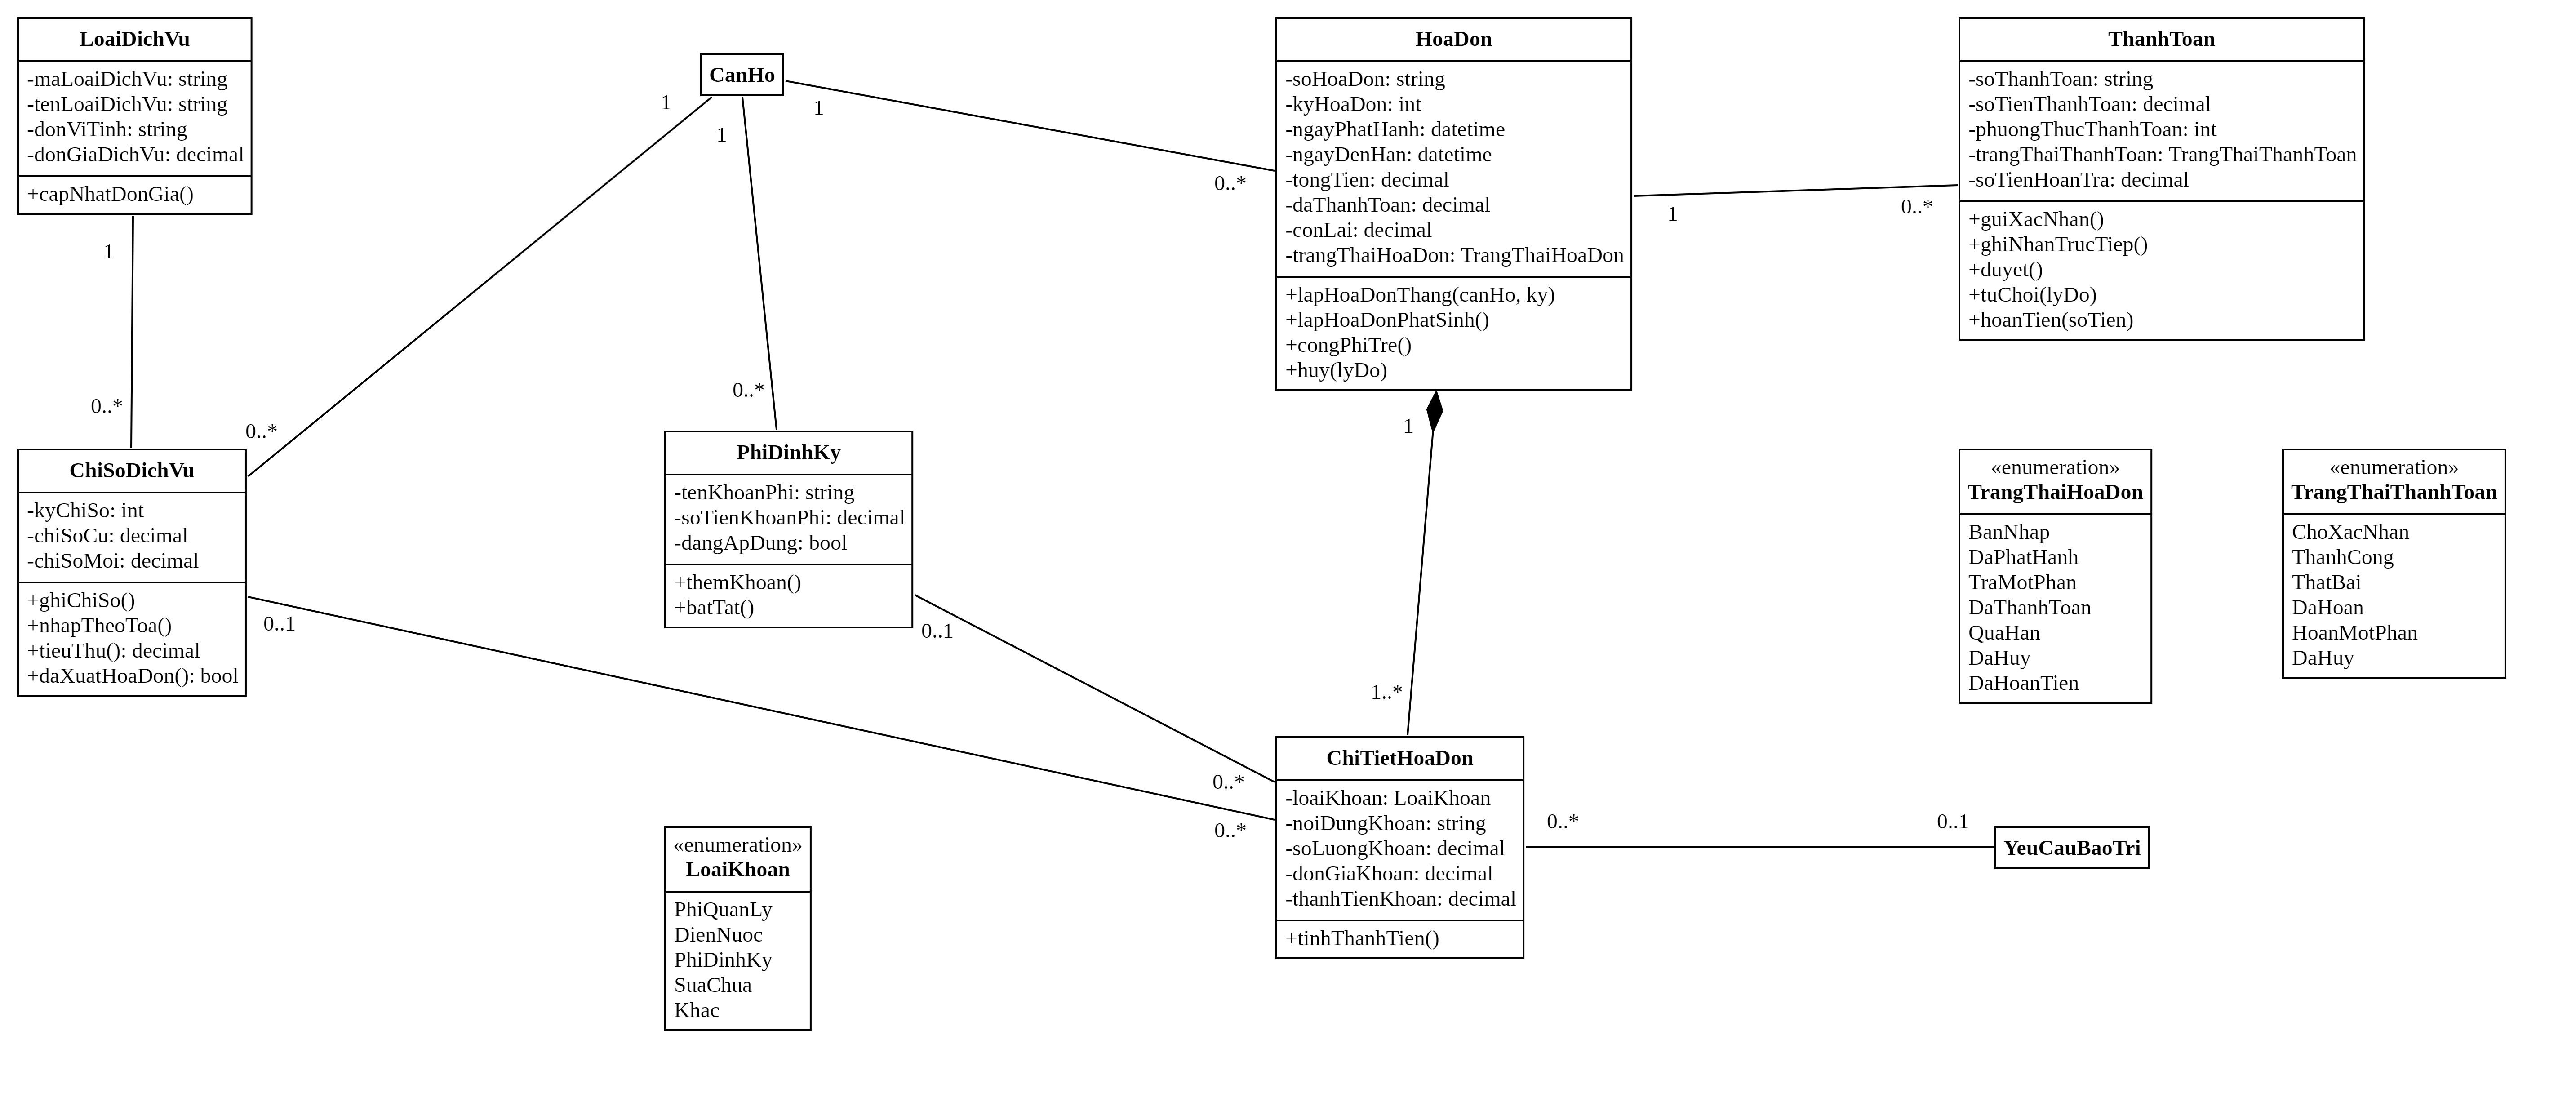 LoaiDichVu
-maLoaiDichVu: string
-tenLoaiDichVu: string
-donViTinh: string
-donGiaDichVu: decimal
+capNhatDonGia()
CanHo
HoaDon
-soHoaDon: string
-kyHoaDon: int
-ngayPhatHanh: datetime
-ngayDenHan: datetime
-tongTien: decimal
-daThanhToan: decimal
-conLai: decimal
-trangThaiHoaDon: TrangThaiHoaDon
+lapHoaDonThang(canHo, ky)
+lapHoaDonPhatSinh()
+congPhiTre()
+huy(lyDo)
ThanhToan
-soThanhToan: string
-soTienThanhToan: decimal
-phuongThucThanhToan: int
-trangThaiThanhToan: TrangThaiThanhToan
-soTienHoanTra: decimal
+guiXacNhan()
+ghiNhanTrucTiep()
+duyet()
+tuChoi(lyDo)
+hoanTien(soTien)
1
1
1
0..*
1
0..*
1
0..*
0..*
0..*
1
1..*
ChiSoDichVu
-kyChiSo: int
-chiSoCu: decimal
-chiSoMoi: decimal
+ghiChiSo()
+nhapTheoToa()
+tieuThu(): decimal
+daXuatHoaDon(): bool
PhiDinhKy
-tenKhoanPhi: string
-soTienKhoanPhi: decimal
-dangApDung: bool
+themKhoan()
+batTat()
«enumeration»
TrangThaiHoaDon
BanNhap
DaPhatHanh
TraMotPhan
DaThanhToan
QuaHan
DaHuy
DaHoanTien
«enumeration»
TrangThaiThanhToan
ChoXacNhan
ThanhCong
ThatBai
DaHoan
HoanMotPhan
DaHuy
0..1
0..1
0..*
0..*
«enumeration»
LoaiKhoan
PhiQuanLy
DienNuoc
PhiDinhKy
SuaChua
Khac
ChiTietHoaDon
-loaiKhoan: LoaiKhoan
-noiDungKhoan: string
-soLuongKhoan: decimal
-donGiaKhoan: decimal
-thanhTienKhoan: decimal
+tinhThanhTien()
0..*
0..1
YeuCauBaoTri